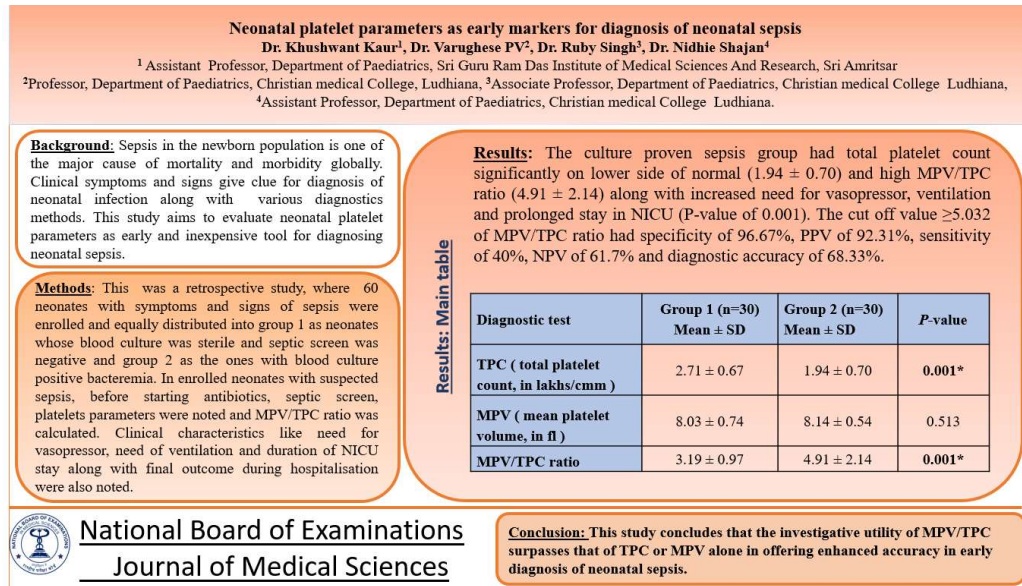 Neonatal platelet parameters as early markers for diagnosis of neonatal sepsis
Dr. Khushwant Kaur¹, Dr. Varughese PV², Dr. Ruby Singh³, Dr. Nidhie Shajan⁴
¹ Assistant Professor, Department of Paediatrics, Sri Guru Ram Das Institute of Medical Sciences And Research, Sri Amritsar
²Professor, Department of Paediatrics, Christian medical College, Ludhiana, ³Associate Professor, Department of Paediatrics, Christian medical College Ludhiana,
⁴Assistant Professor, Department of Paediatrics, Christian medical College Ludhiana.
Background: Sepsis in the newborn population is one of
the major cause of mortality and morbidity globally.
Clinical symptoms and signs give clue for diagnosis of
neonatal infection along with various diagnostics
methods. This study aims to evaluate neonatal platelet
parameters as early and inexpensive tool for diagnosing
neonatal sepsis.
Methods: This was a retrospective study, where 60
neonates with symptoms and signs of sepsis were
enrolled and equally distributed into group 1 as neonates
whose blood culture was sterile and septic screen was
negative and group 2 as the ones with blood culture
positive bacteremia. In enrolled neonates with suspected
sepsis, before starting antibiotics, septic screen,
platelets parameters were noted and MPV/TPC ratio was
calculated. Clinical characteristics like need for
vasopressor, need of ventilation and duration of NICU
stay along with final outcome during hospitalisation
were also noted.
Results: Main table
Results: The culture proven sepsis group had total platelet count
significantly on lower side of normal (1.94 ± 0.70) and high MPV/TPC
ratio (4.91 ± 2.14) along with increased need for vasopressor, ventilation
and prolonged stay in NICU (P-value of 0.001). The cut off value ≥5.032
of MPV/TPC ratio had specificity of 96.67%, PPV of 92.31%, sensitivity
of 40%, NPV of 61.7% and diagnostic accuracy of 68.33%.
Diagnostic test Group 1 (n=30) Mean ± SD Group 2 (n=30) Mean ± SD P-value
TPC ( total platelet count, in lakhs/cmm ) 2.71 ± 0.67 1.94 ± 0.70 0.001*
MPV ( mean platelet volume, in fl ) 8.03 ± 0.74 8.14 ± 0.54 0.513
MPV/TPC ratio 3.19 ± 0.97 4.91 ± 2.14 0.001*
National Board of Examinations
Journal of Medical Sciences
Conclusion: This study concludes that the investigative utility of MPV/TPC
surpasses that of TPC or MPV alone in offering enhanced accuracy in early
diagnosis of neonatal sepsis.